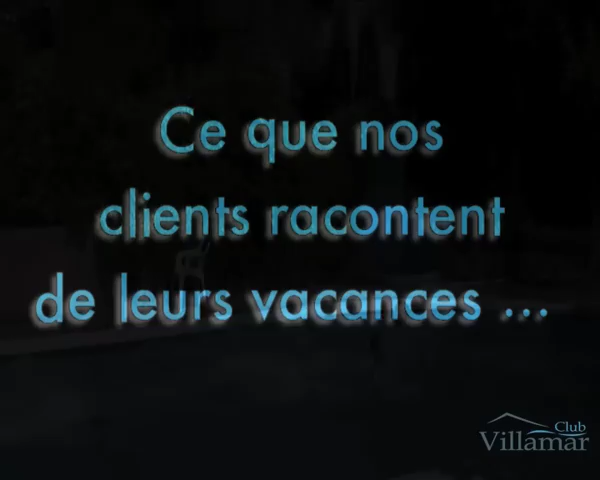 Ce que nos
clients racontent
de leurs vacances ...
Club
Villamar